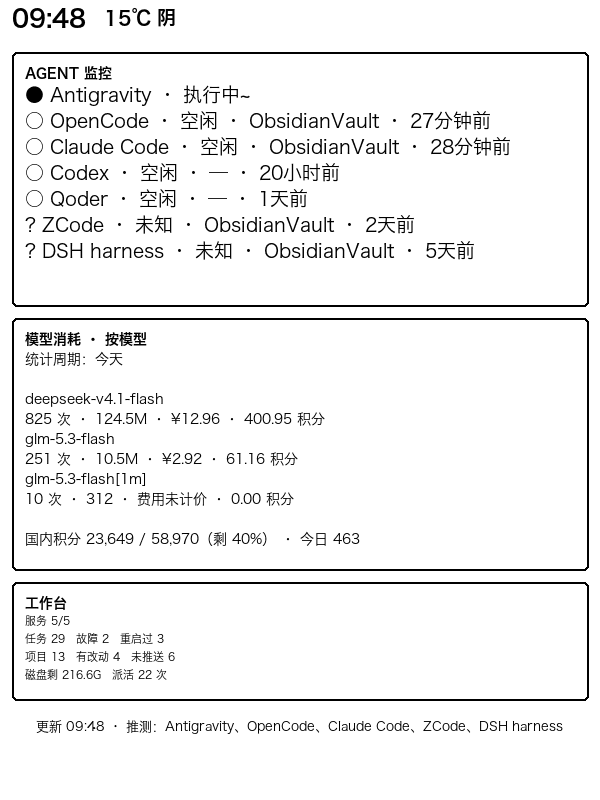 09:48 15℃ 阴
AGENT 监控
● Antigravity · 执行中~
○ OpenCode · 空闲 · ObsidianVault · 27分钟前
○ Claude Code · 空闲 · ObsidianVault · 28分钟前
○ Codex · 空闲 · — · 20小时前
○ Qoder · 空闲 · — · 1天前
? ZCode · 未知 · ObsidianVault · 2天前
? DSH harness · 未知 · ObsidianVault · 5天前
模型消耗 · 按模型
统计周期：今天
deepseek-v4.1-flash
825 次 · 124.5M · ¥12.96 · 400.95 积分
glm-5.3-flash
251 次 · 10.5M · ¥2.92 · 61.16 积分
glm-5.3-flash[1m]
10 次 · 312 · 费用未计价 · 0.00 积分
国内积分 23,649 / 58,970（剩 40%） · 今日 463
工作台
服务 5/5
任务 29 故障 2 重启过 3
项目 13 有改动 4 未推送 6
磁盘剩 216.6G 派活 22 次
更新 09:48 · 推测：Antigravity、OpenCode、Claude Code、ZCode、DSH harness